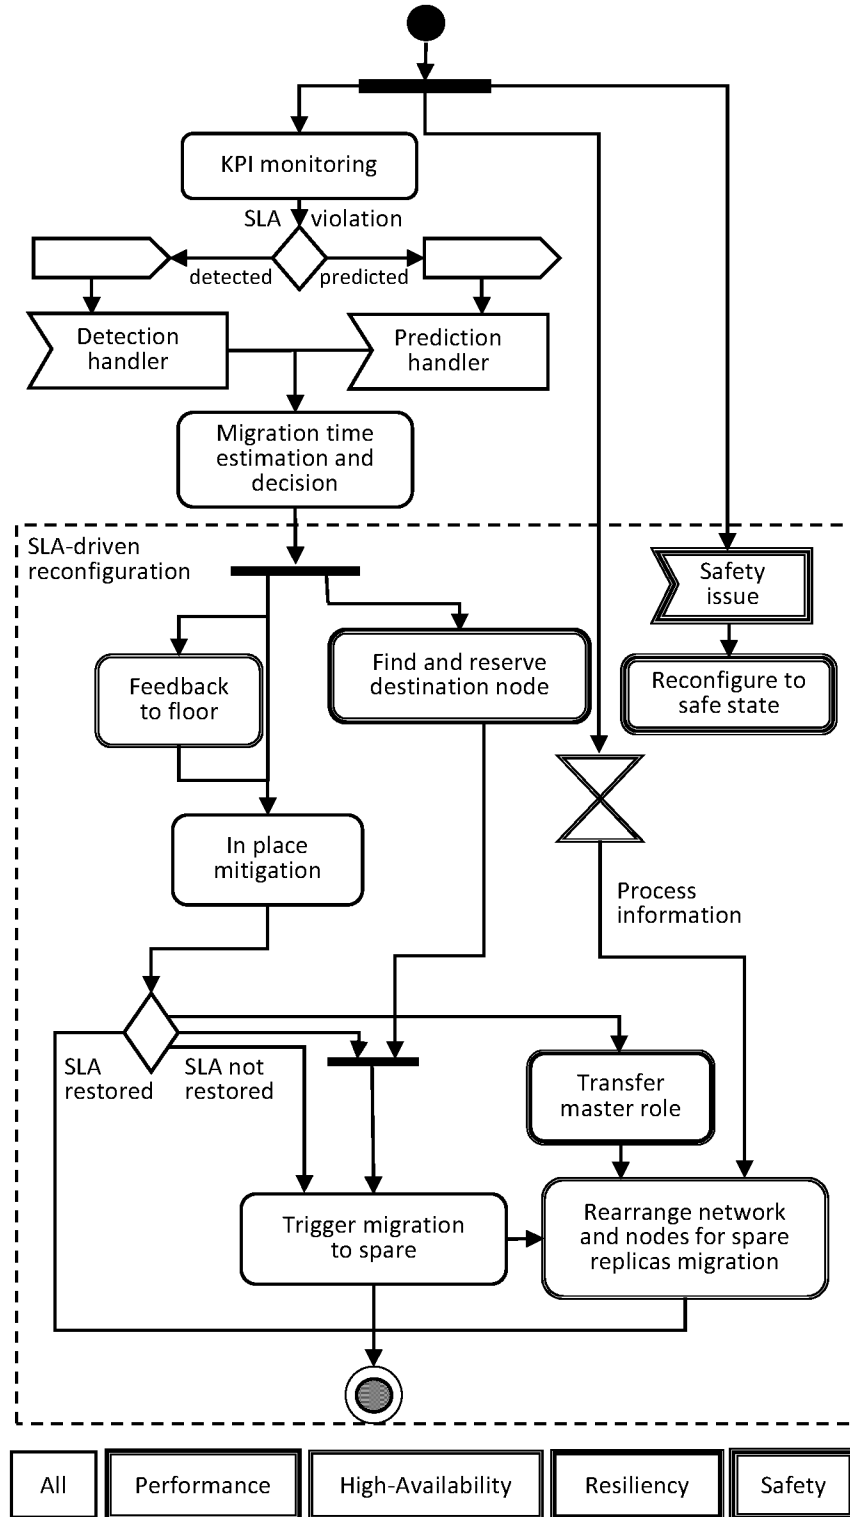 KPI monitoring
SLA violation
detected
predicted
Detection
handler
Prediction
handler
Migration time
estimation and
decision
SLA-driven
reconfiguration
Safety
issue
Feedback
to floor
Find and reserve
destination node
Reconfigure to
safe state
In place
mitigation
Process
information
SLA
restored
SLA not
restored
Transfer
master role
Trigger migration
to spare
Rearrange network
and nodes for spare
replicas migration
All
Performance
High-Availability
Resiliency
Safety